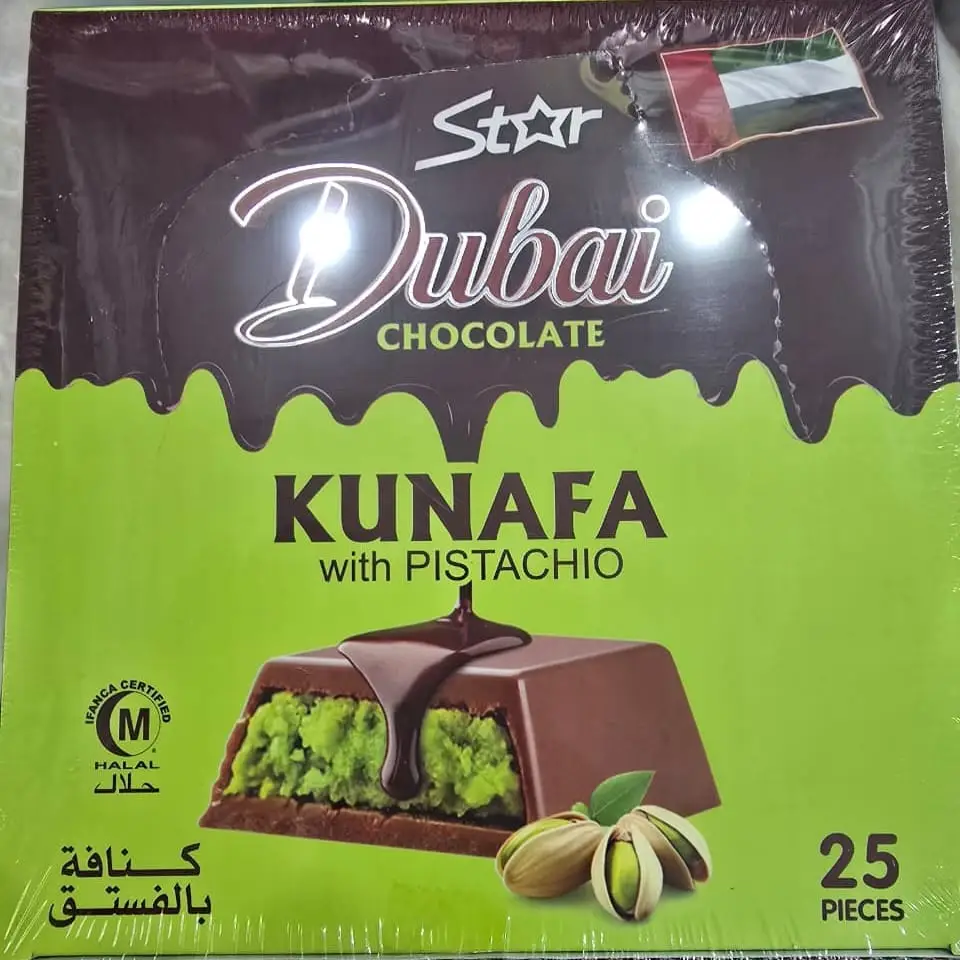 Star
Dubai
CHOCOLATE
KUNAFA
with PISTACHIO
IFANCA CERTIFIED
M
HALAL
حلال
كنافة
بالفستق
25
PIECES